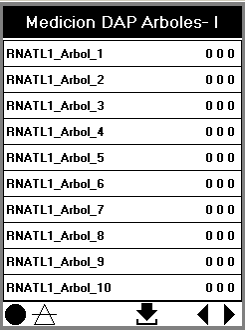 Medicion DAP Arboles- I
RNATL1_Arbol_1 0 0 0
RNATL1_Arbol_2 0 0 0
RNATL1_Arbol_3 0 0 0
RNATL1_Arbol_4 0 0 0
RNATL1_Arbol_5 0 0 0
RNATL1_Arbol_6 0 0 0
RNATL1_Arbol_7 0 0 0
RNATL1_Arbol_8 0 0 0
RNATL1_Arbol_9 0 0 0
RNATL1_Arbol_10 0 0 0